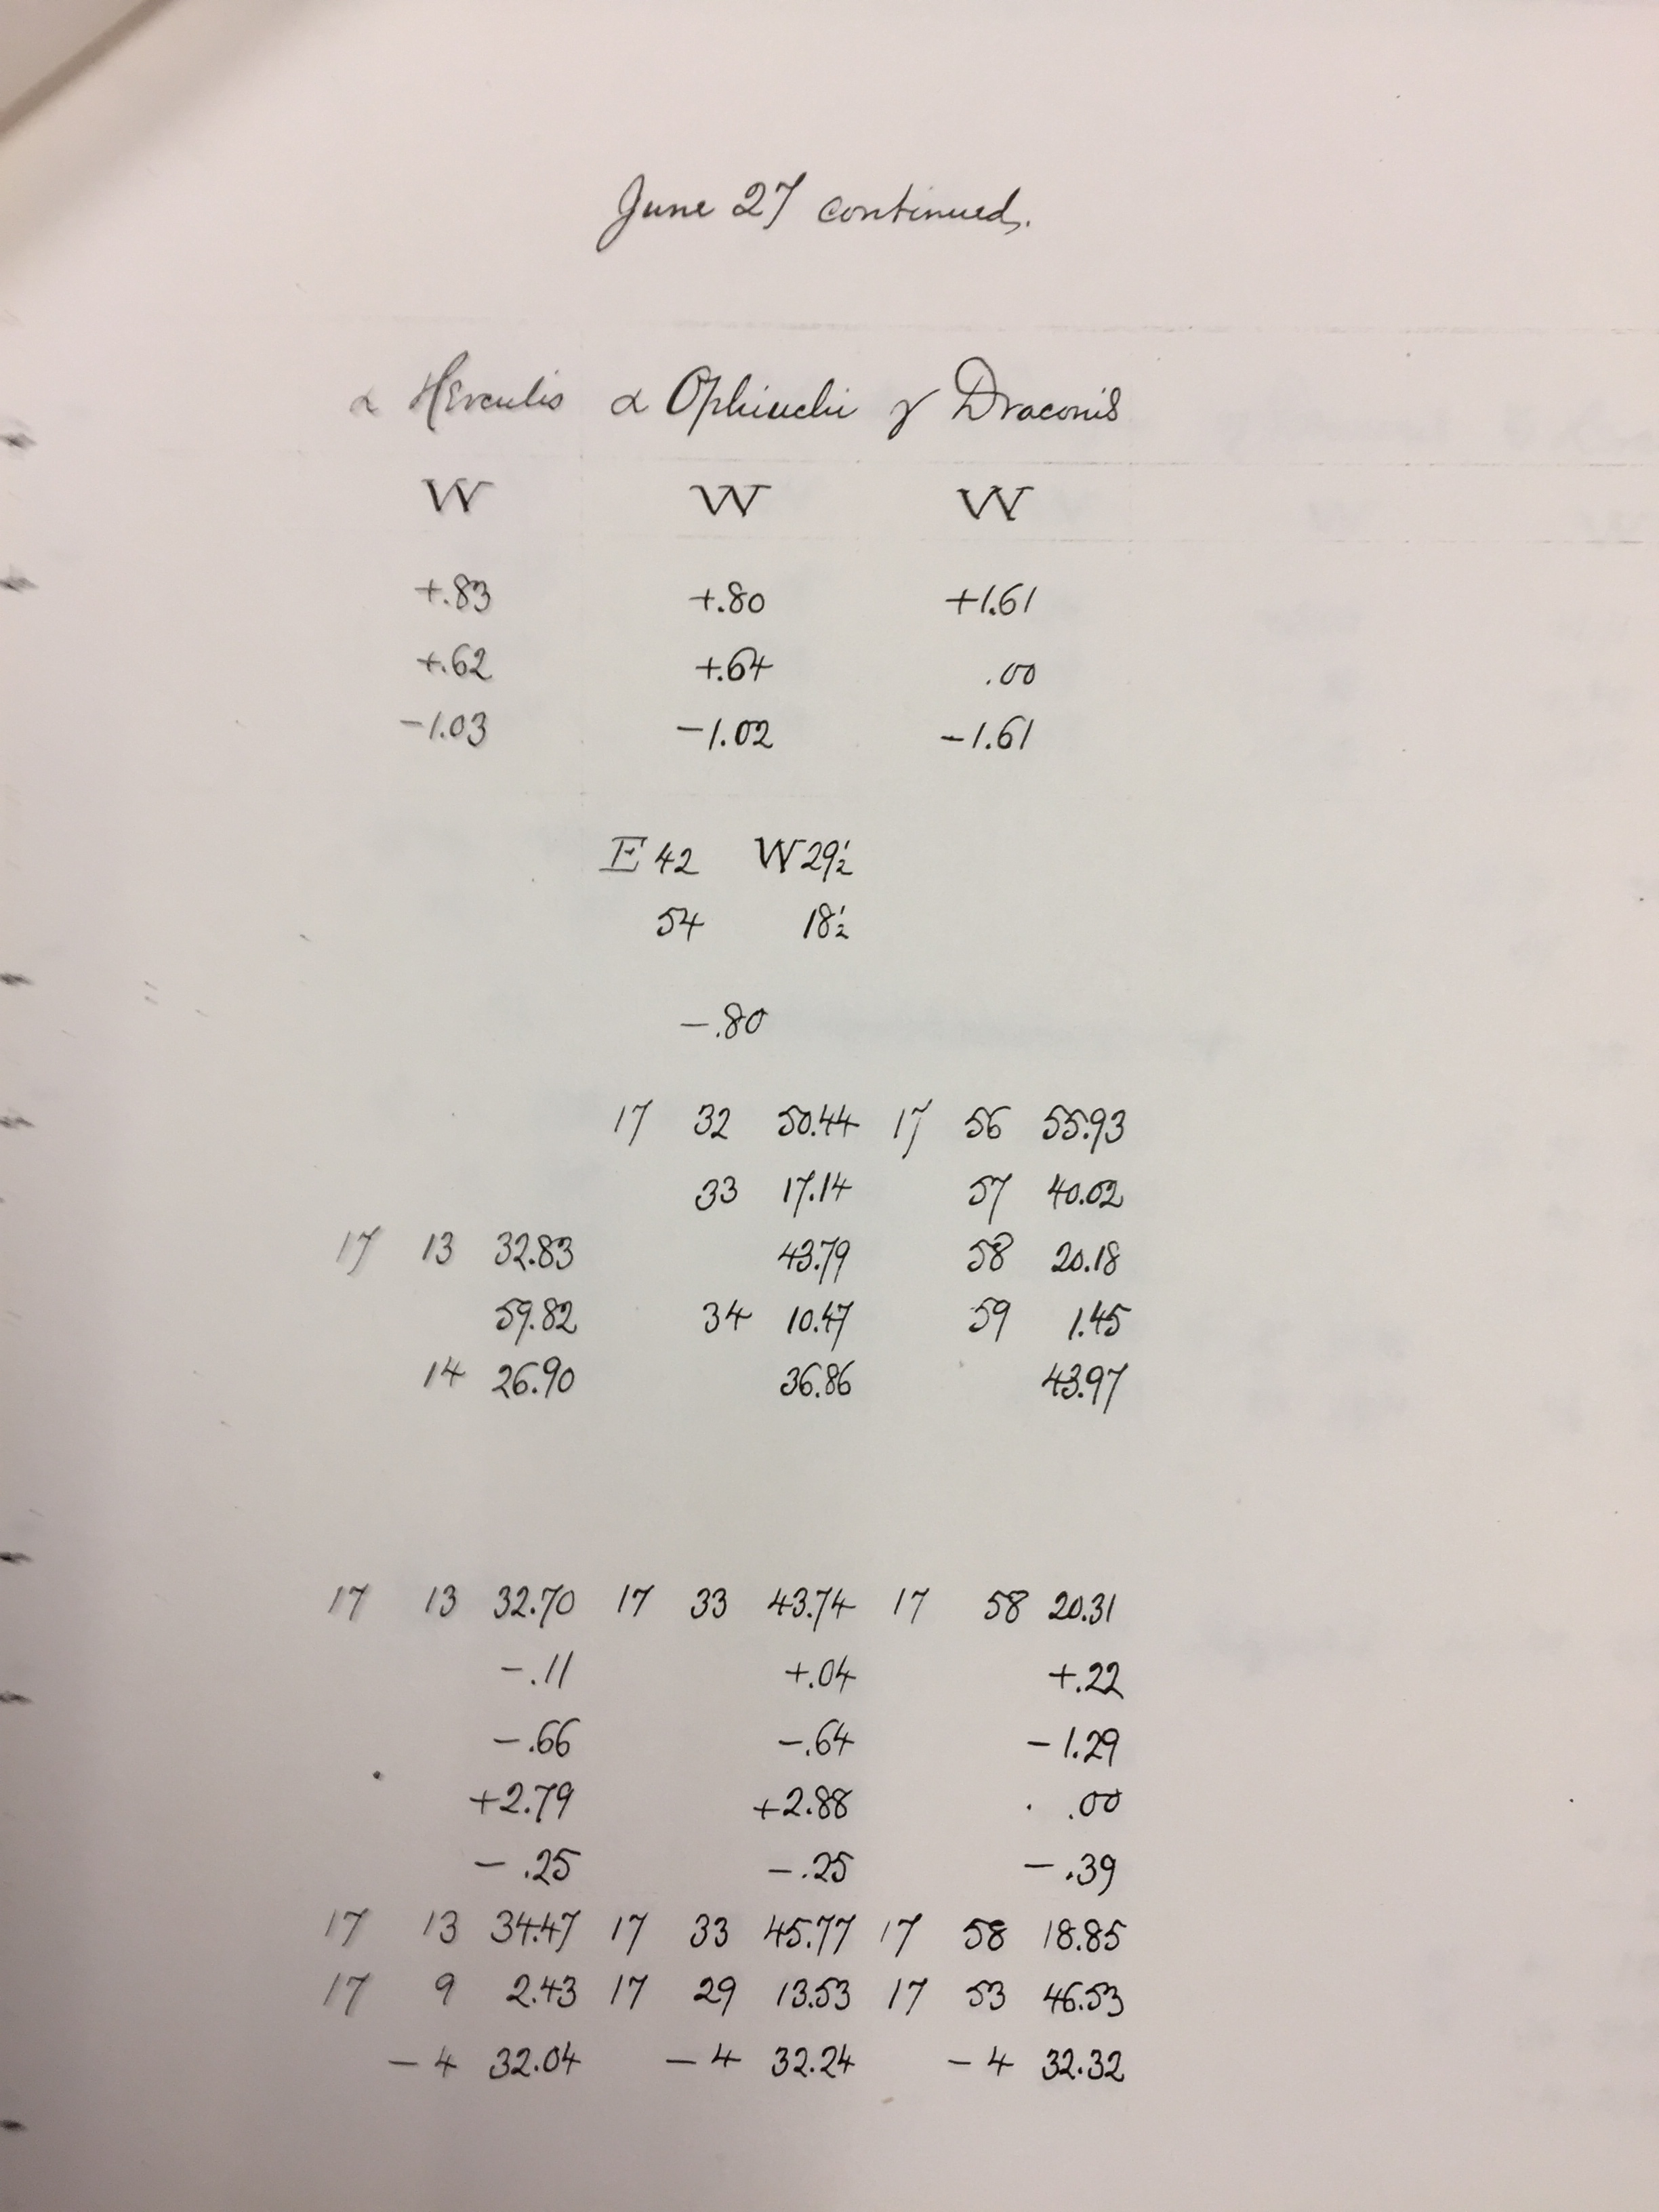 June 27 continued.
α Herculis α Ophiuchi γ Draconis
W W W
+.83 +.80 +1.61
+.62 +.64 .00
-1.03 -1.02 -1.61
E 42 W 29½
54 18½
-.80
17 32 50.44 17 56 55.93
33 17.14 57 40.02
17 13 32.83 43.79 58 20.18
59.82 34 10.47 59 1.45
14 26.90 36.86 43.97
17 13 32.70 17 33 43.74 17 58 20.31
-.11 +.04 +.22
-.66 -.64 -1.29
+2.79 +2.88 .00
-.25 -.25 -.39
17 13 34.47 17 33 45.77 17 58 18.85
17 9 2.43 17 29 13.53 17 53 46.53
-4 32.04 -4 32.24 -4 32.32